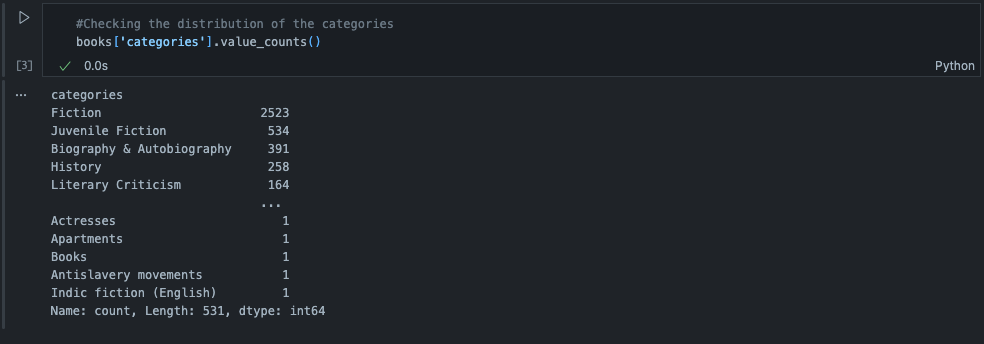 #Checking the distribution of the categories
books['categories'].value_counts()
[3] 0.0s Python
... categories
Fiction 2523
Juvenile Fiction 534
Biography & Autobiography 391
History 258
Literary Criticism 164
...
Actresses 1
Apartments 1
Books 1
Antislavery movements 1
Indic fiction (English) 1
Name: count, Length: 531, dtype: int64